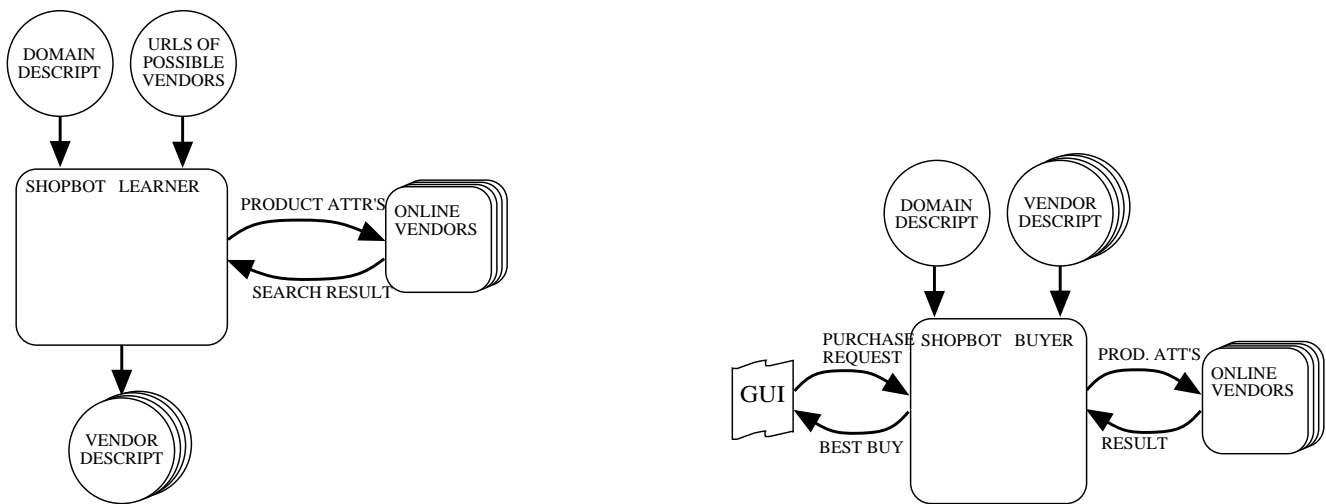 DOMAIN
DESCRIPT
URLS OF
POSSIBLE
VENDORS
SHOPBOT LEARNER
PRODUCT ATTR'S
ONLINE
VENDORS
SEARCH RESULT
VENDOR
DESCRIPT
DOMAIN
DESCRIPT
VENDOR
DESCRIPT
PURCHASE
REQUEST
SHOPBOT BUYER
GUI
BEST BUY
PROD. ATT'S
ONLINE
VENDORS
RESULT